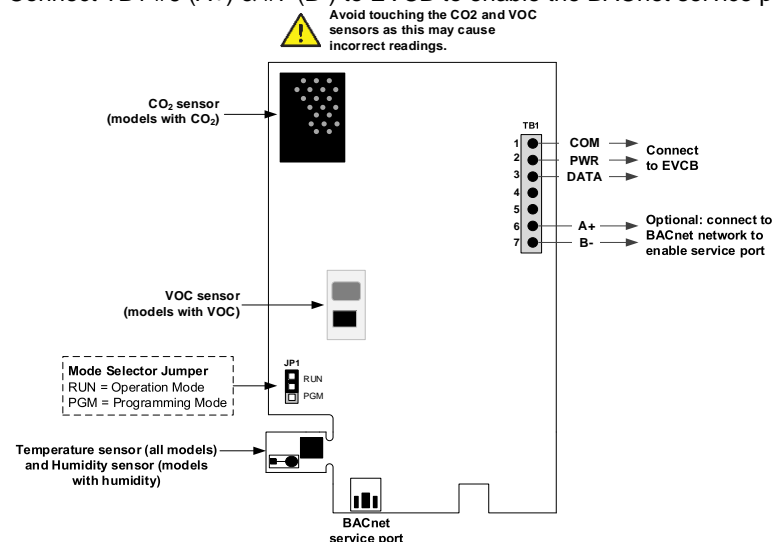 Avoid touching the CO2 and VOC
sensors as this may cause
incorrect readings.
CO2 sensor
(models with CO2)
TB1
1 COM
2 PWR
3 DATA
4
5
6 A+
7 B-
Connect
to EVCB
Optional: connect to
BACnet network to
enable service port
VOC sensor
(models with VOC)
JP1
RUN
PGM
Mode Selector Jumper
RUN = Operation Mode
PGM = Programming Mode
Temperature sensor (all models)
and Humidity sensor (models
with humidity)
BACnet
service port